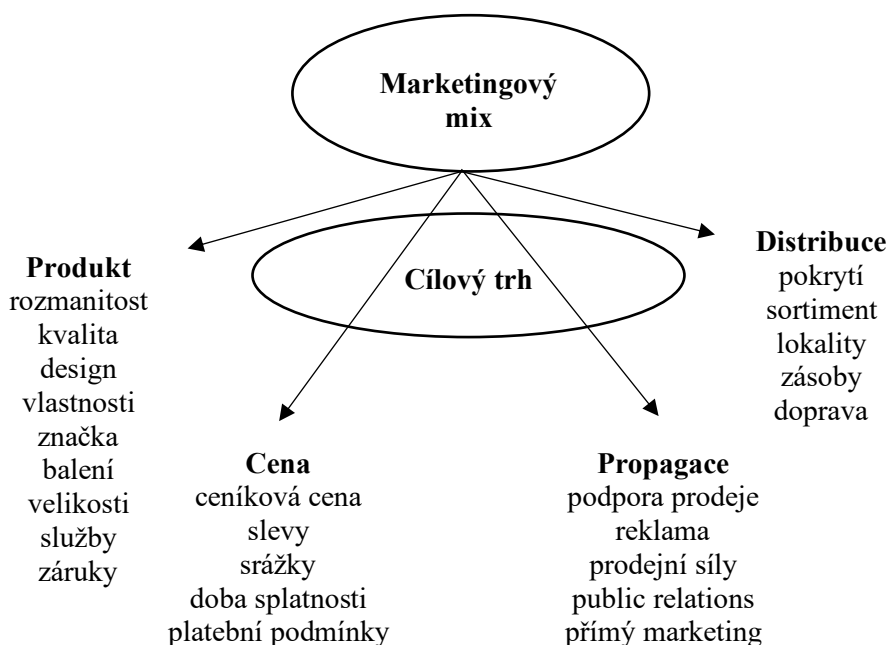 Marketingový
mix
Cílový trh
Produkt
rozmanitost
kvalita
design
vlastnosti
značka
balení
velikosti
služby
záruky
Cena
ceníková cena
slevy
srážky
doba splatnosti
platební podmínky
Propagace
podpora prodeje
reklama
prodejní síly
public relations
přímý marketing
Distribuce
pokrytí
sortiment
lokality
zásoby
doprava